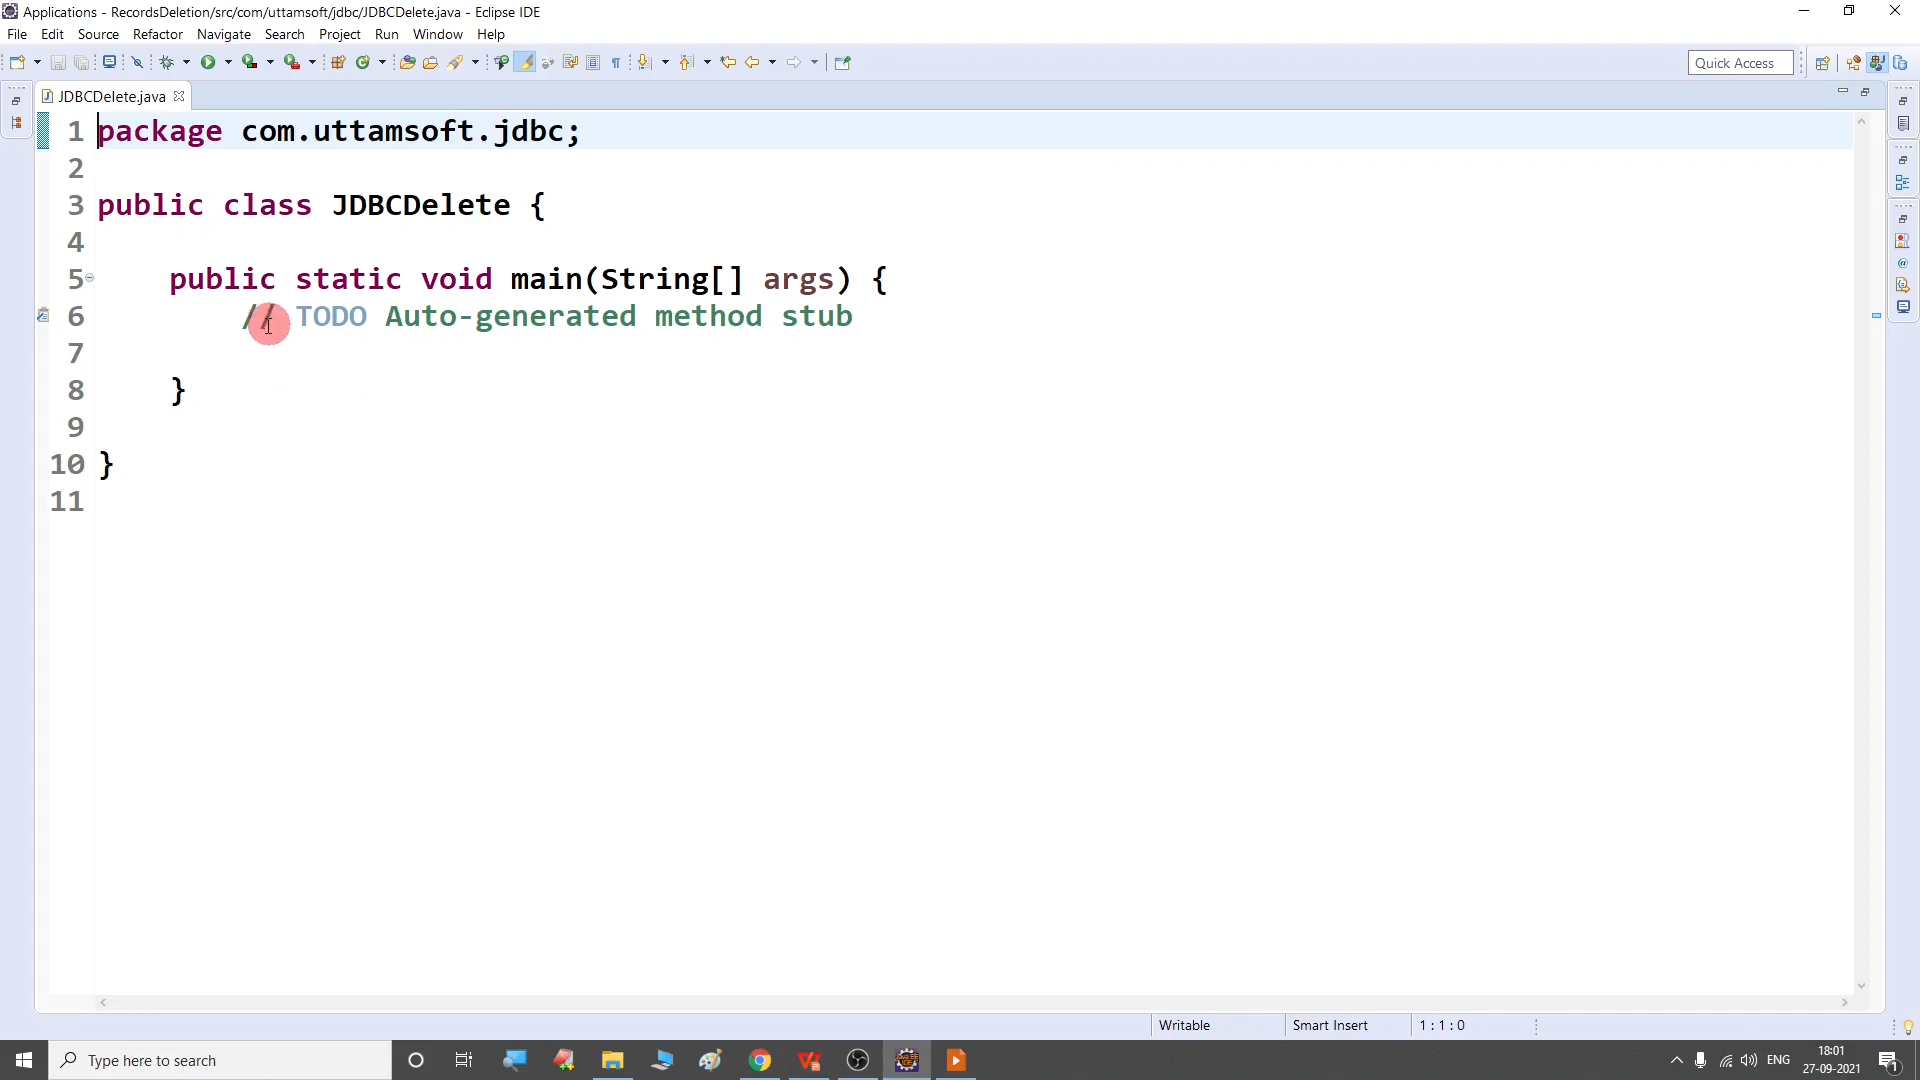 Applications - RecordsDeletion/src/com/uttamsoft/jdbc/JDBCDelete.java - Eclipse IDE
File Edit Source Refactor Navigate Search Project Run Window Help
Quick Access
JDBCDelete.java
1 package com.uttamsoft.jdbc;
2
3 public class JDBCDelete {
4
5 public static void main(String[] args) {
6 // TODO Auto-generated method stub
7
8 }
9
10 }
11
Writable Smart Insert 1 : 1 : 0
Type here to search
ENG
18:01
27-09-2021
1